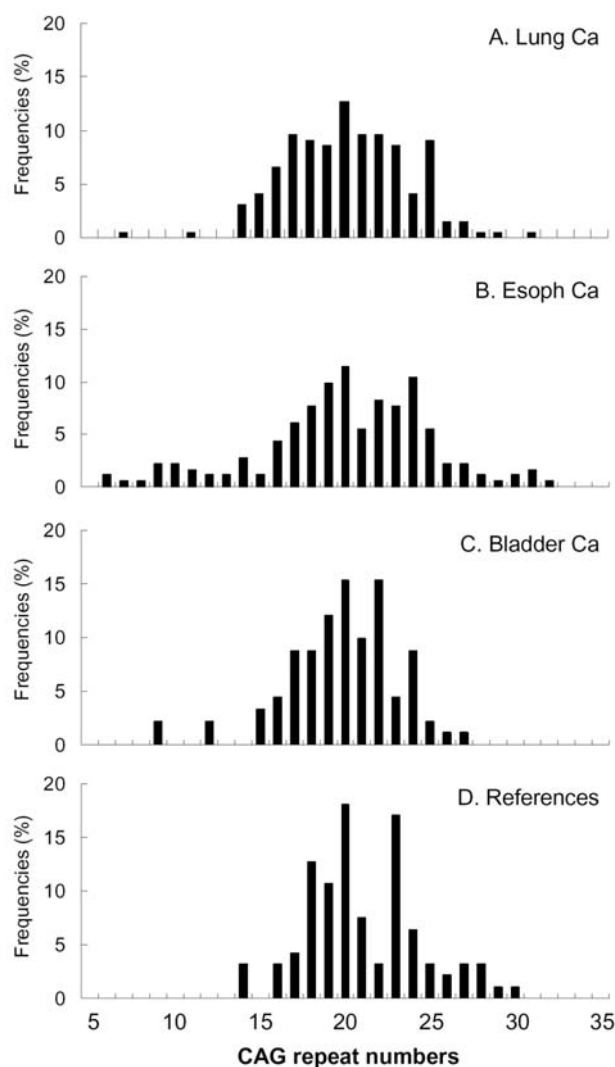 A. Lung Ca
Frequencies (%)
20
15
10
5
0
B. Esoph Ca
Frequencies (%)
20
15
10
5
0
C. Bladder Ca
Frequencies (%)
20
15
10
5
0
D. References
Frequencies (%)
20
15
10
5
0
5 10 15 20 25 30 35
CAG repeat numbers